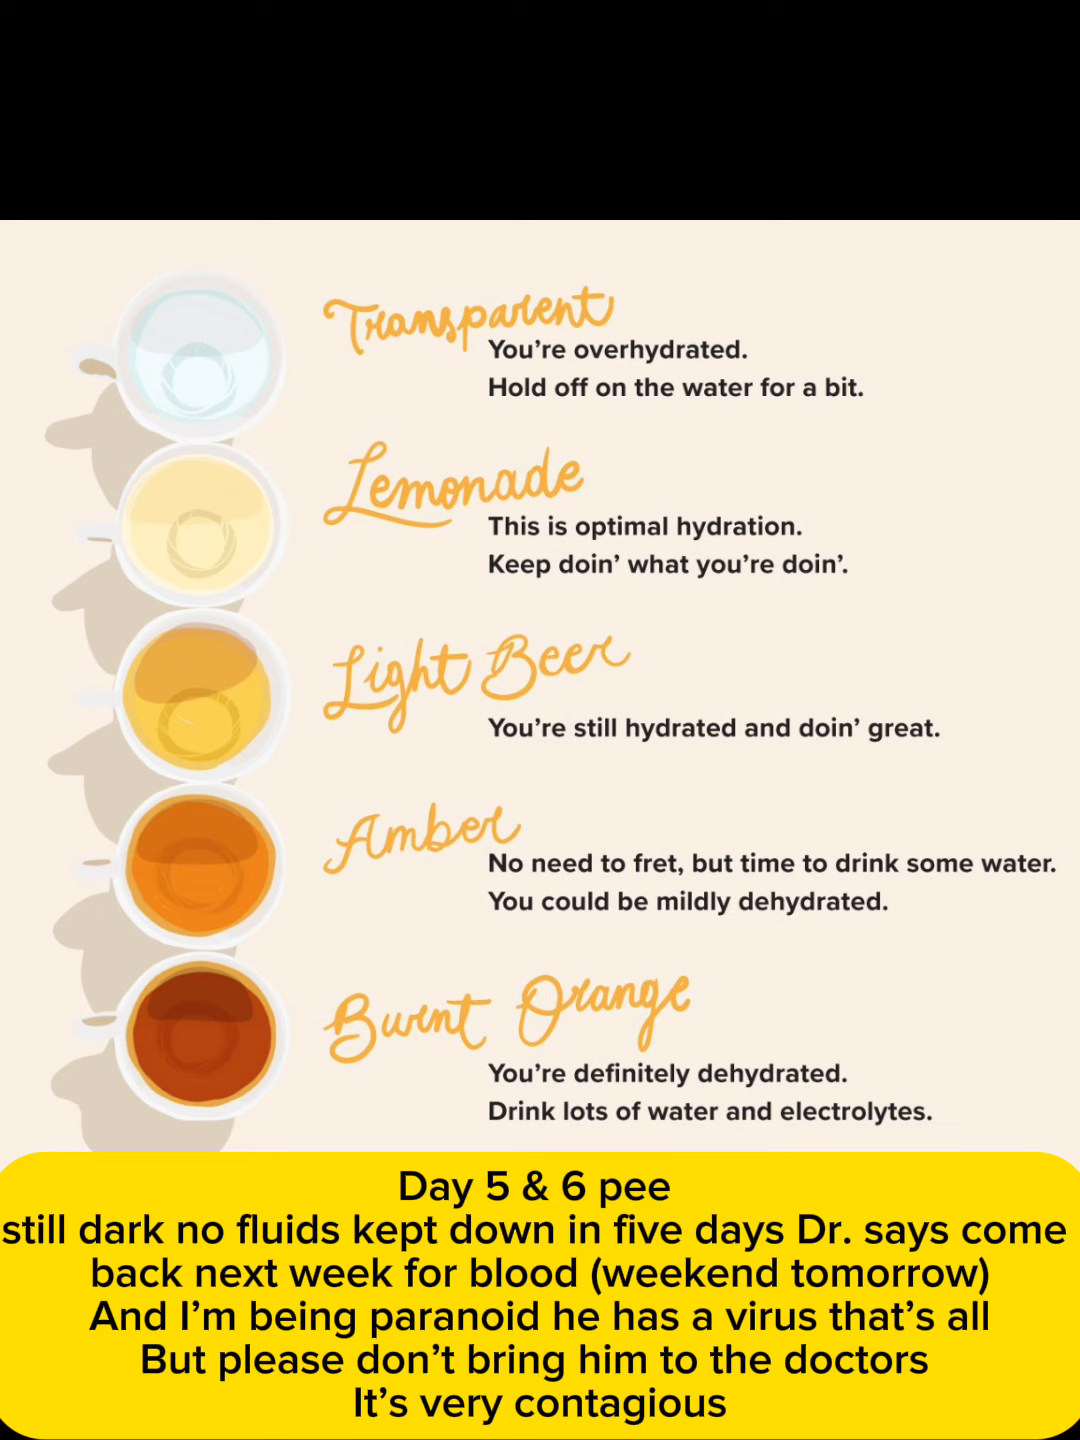 Transparent
You’re overhydrated.
Hold off on the water for a bit.
Lemonade
This is optimal hydration.
Keep doin’ what you’re doin’.
Light Beer
You’re still hydrated and doin’ great.
Amber
No need to fret, but time to drink some water.
You could be mildly dehydrated.
Burnt Orange
You’re definitely dehydrated.
Drink lots of water and electrolytes.
Day 5 & 6 pee
still dark no fluids kept down in five days Dr. says come
back next week for blood (weekend tomorrow)
And I’m being paranoid he has a virus that’s all
But please don’t bring him to the doctors
It’s very contagious